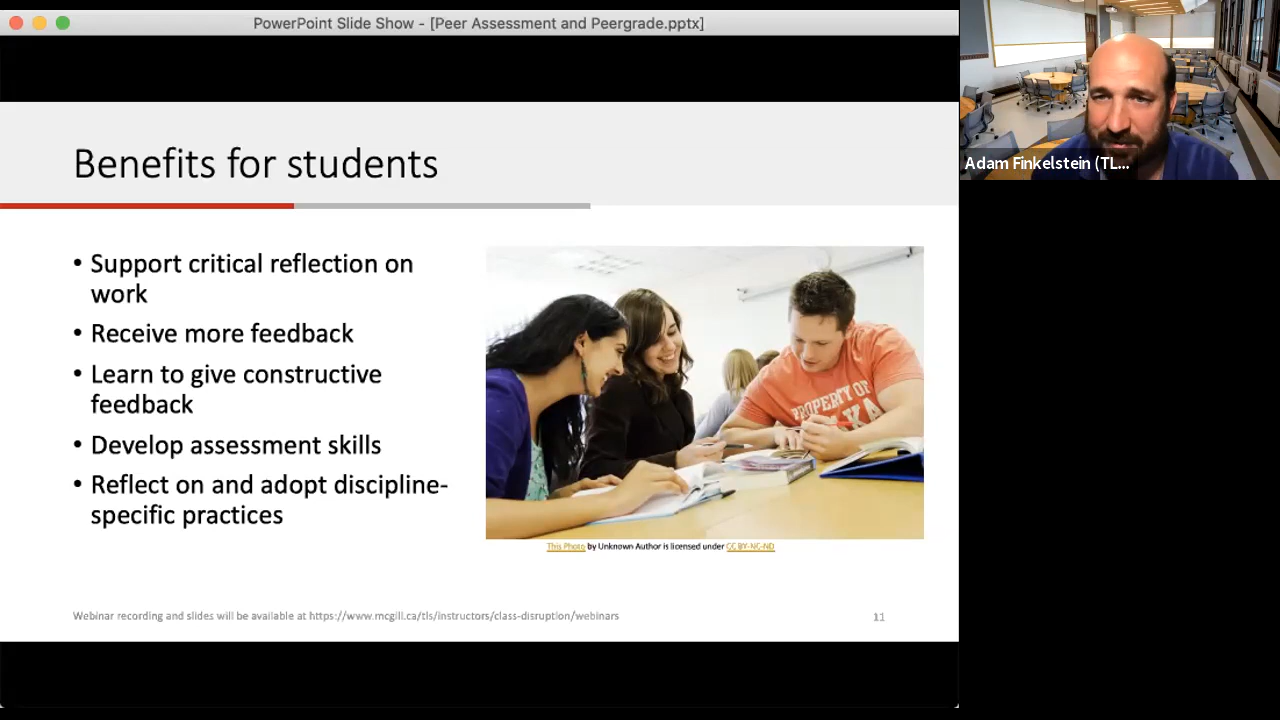 PowerPoint Slide Show - [Peer Assessment and Peergrade.pptx]
Adam Finkelstein (TL...
Benefits for students
• Support critical reflection on
work
• Receive more feedback
• Learn to give constructive
feedback
• Develop assessment skills
• Reflect on and adopt discipline-
specific practices
PROPERTY OF
This Photo by Unknown Author is licensed under CC BY-NC-ND
Webinar recording and slides will be available at https://www.mcgill.ca/tls/instructors/class-disruption/webinars
11